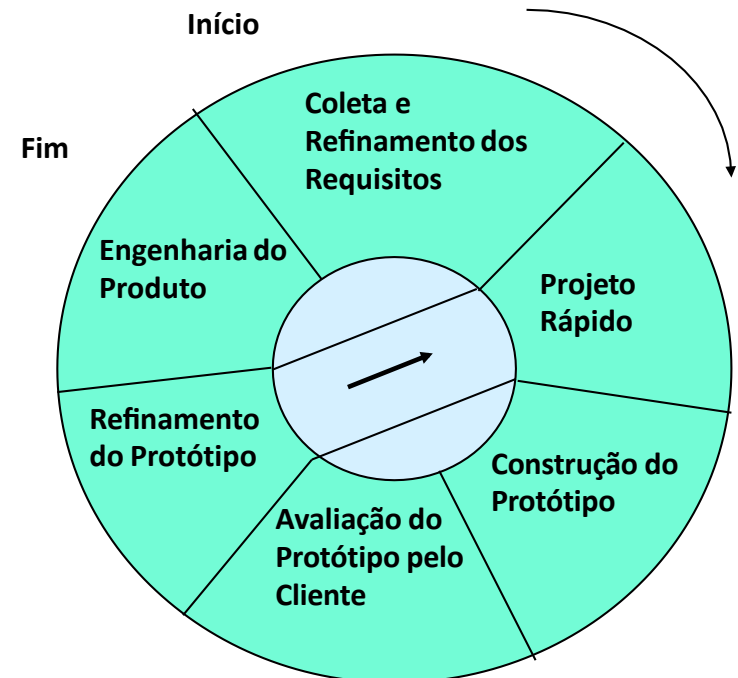 Início
Fim
Coleta e
Refinamento dos
Requisitos
Projeto
Rápido
Construção do
Protótipo
Avaliação do
Protótipo pelo
Cliente
Refinamento
do Protótipo
Engenharia do
Produto